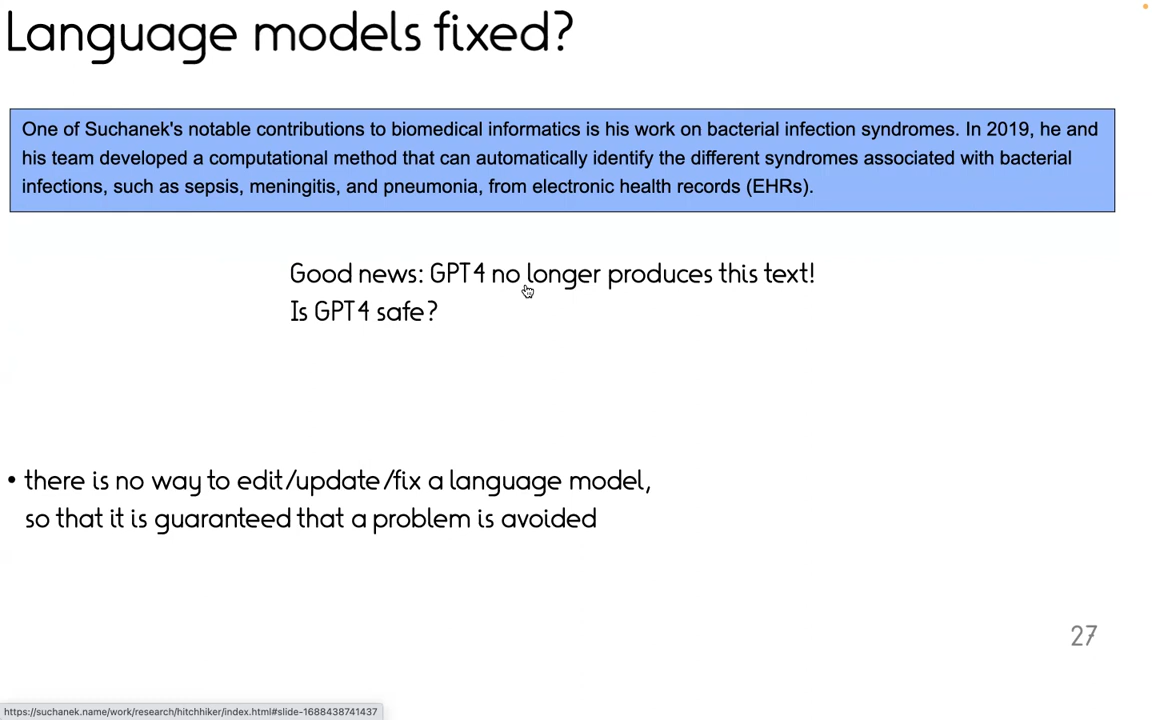 Language models fixed?
One of Suchanek's notable contributions to biomedical informatics is his work on bacterial infection syndromes. In 2019, he and
his team developed a computational method that can automatically identify the different syndromes associated with bacterial
infections, such as sepsis, meningitis, and pneumonia, from electronic health records (EHRs).
Good news: GPT4 no longer produces this text!
Is GPT4 safe?
• there is no way to edit/update/fix a language model,
so that it is guaranteed that a problem is avoided
27
https://suchanek.name/work/research/hitchhiker/index.html#slide-1688438741437